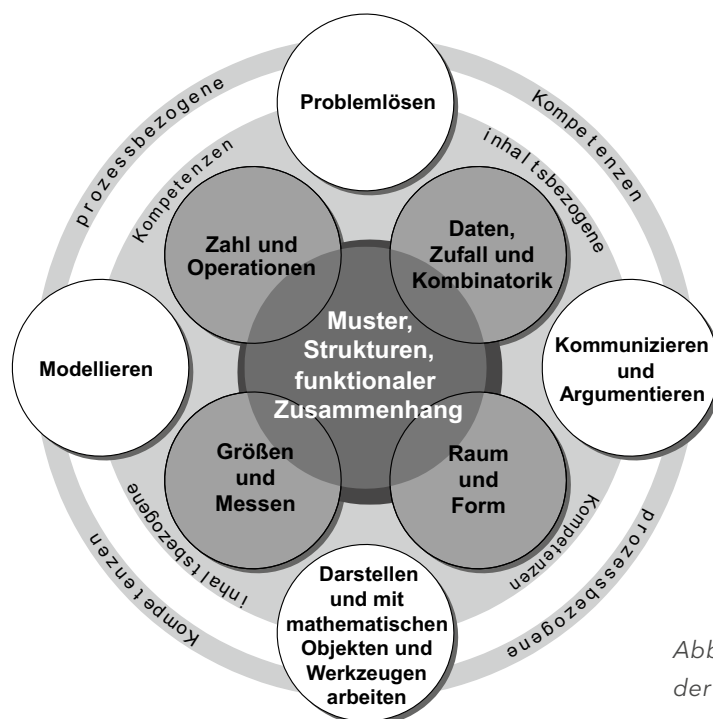 Problemlösen
prozessbezogene
Kompetenzen
Kompetenzen
inhaltsbezogene
Zahl und
Operationen
Daten,
Zufall und
Kombinatorik
Muster,
Strukturen,
funktionaler
Zusammenhang
Modellieren
Kommunizieren
und
Argumentieren
Größen
und
Messen
Raum
und
Form
inhaltsbezogene
Kompetenzen
Kompetenzen
prozessbezogene
Darstellen
und mit
mathematischen
Objekten und
Werkzeugen
arbeiten
Abb
der